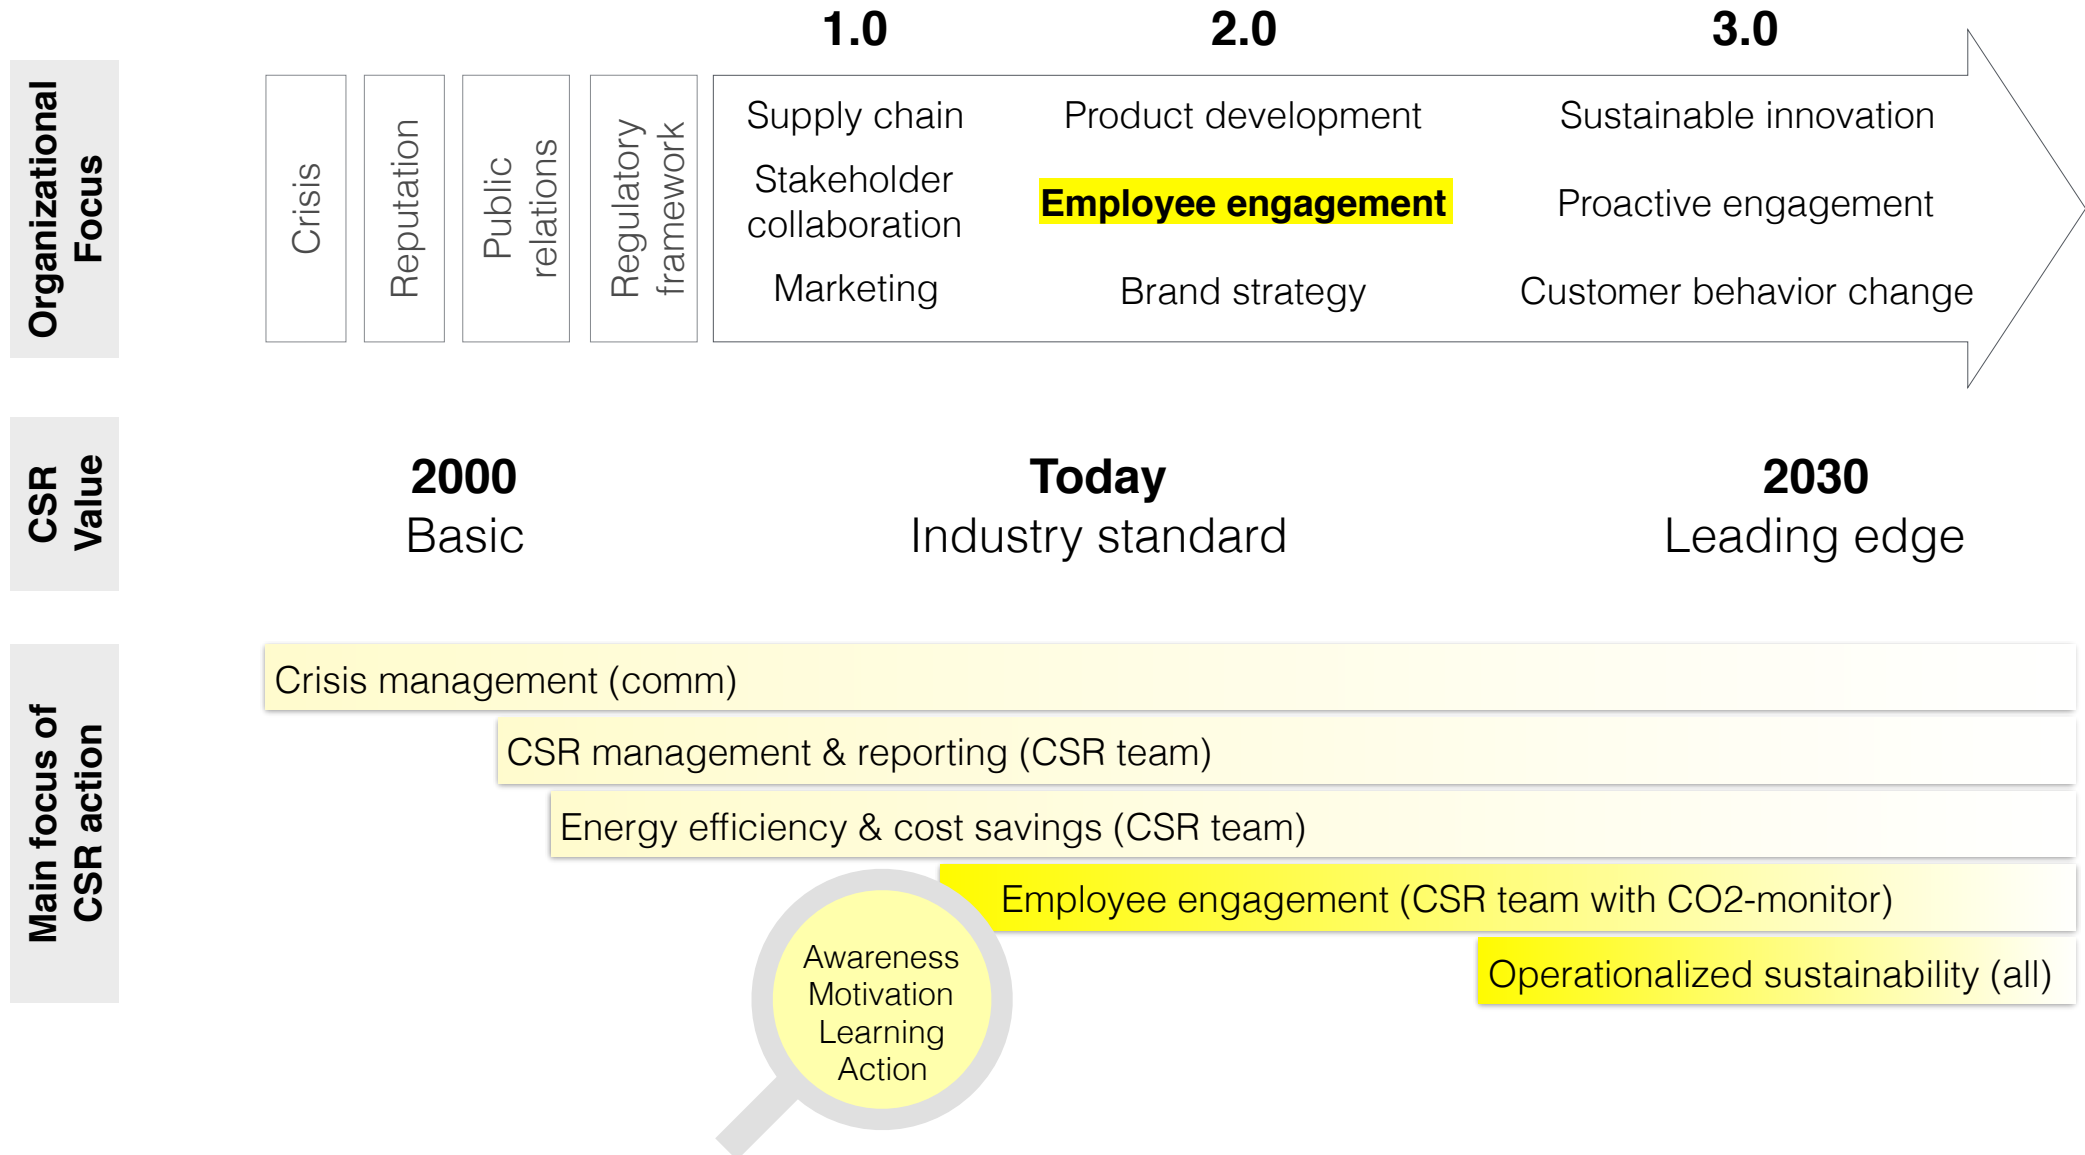 1.0
2.0
3.0
Organizational
Focus
Crisis
Reputation
Public
relations
Regulatory
framework
Supply chain
Stakeholder
collaboration
Marketing
Product development
Employee engagement
Brand strategy
Sustainable innovation
Proactive engagement
Customer behavior change
CSR
Value
2000
Basic
Today
Industry standard
2030
Leading edge
Main focus of
CSR action
Crisis management (comm)
CSR management & reporting (CSR team)
Energy efficiency & cost savings (CSR team)
Employee engagement (CSR team with CO2-monitor)
Operationalized sustainability (all)
Awareness
Motivation
Learning
Action